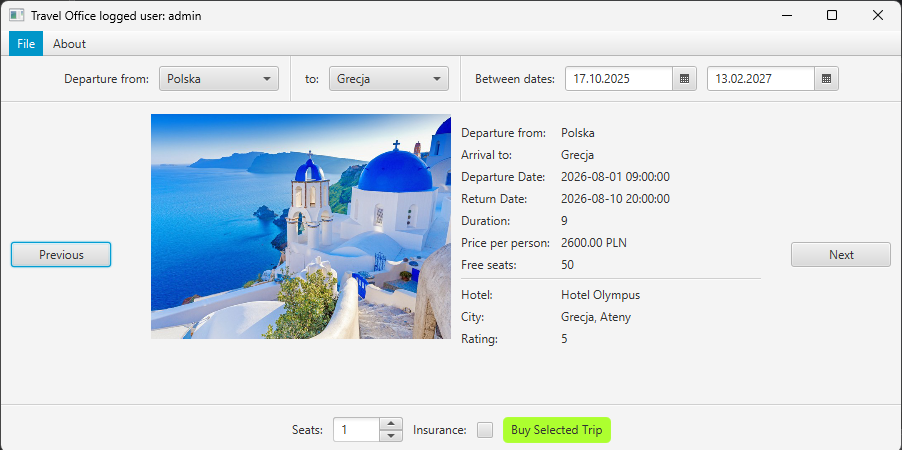 Travel Office logged user: admin
File About
Departure from: Polska to: Grecja Between dates: 17.10.2025 13.02.2027
Departure from: Polska
Arrival to: Grecja
Departure Date: 2026-08-01 09:00:00
Return Date: 2026-08-10 20:00:00
Duration: 9
Previous
Price per person: 2600.00 PLN
Next
Free seats: 50
Hotel: Hotel Olympus
City: Grecja, Ateny
Rating: 5
Seats: 1 Insurance: Buy Selected Trip